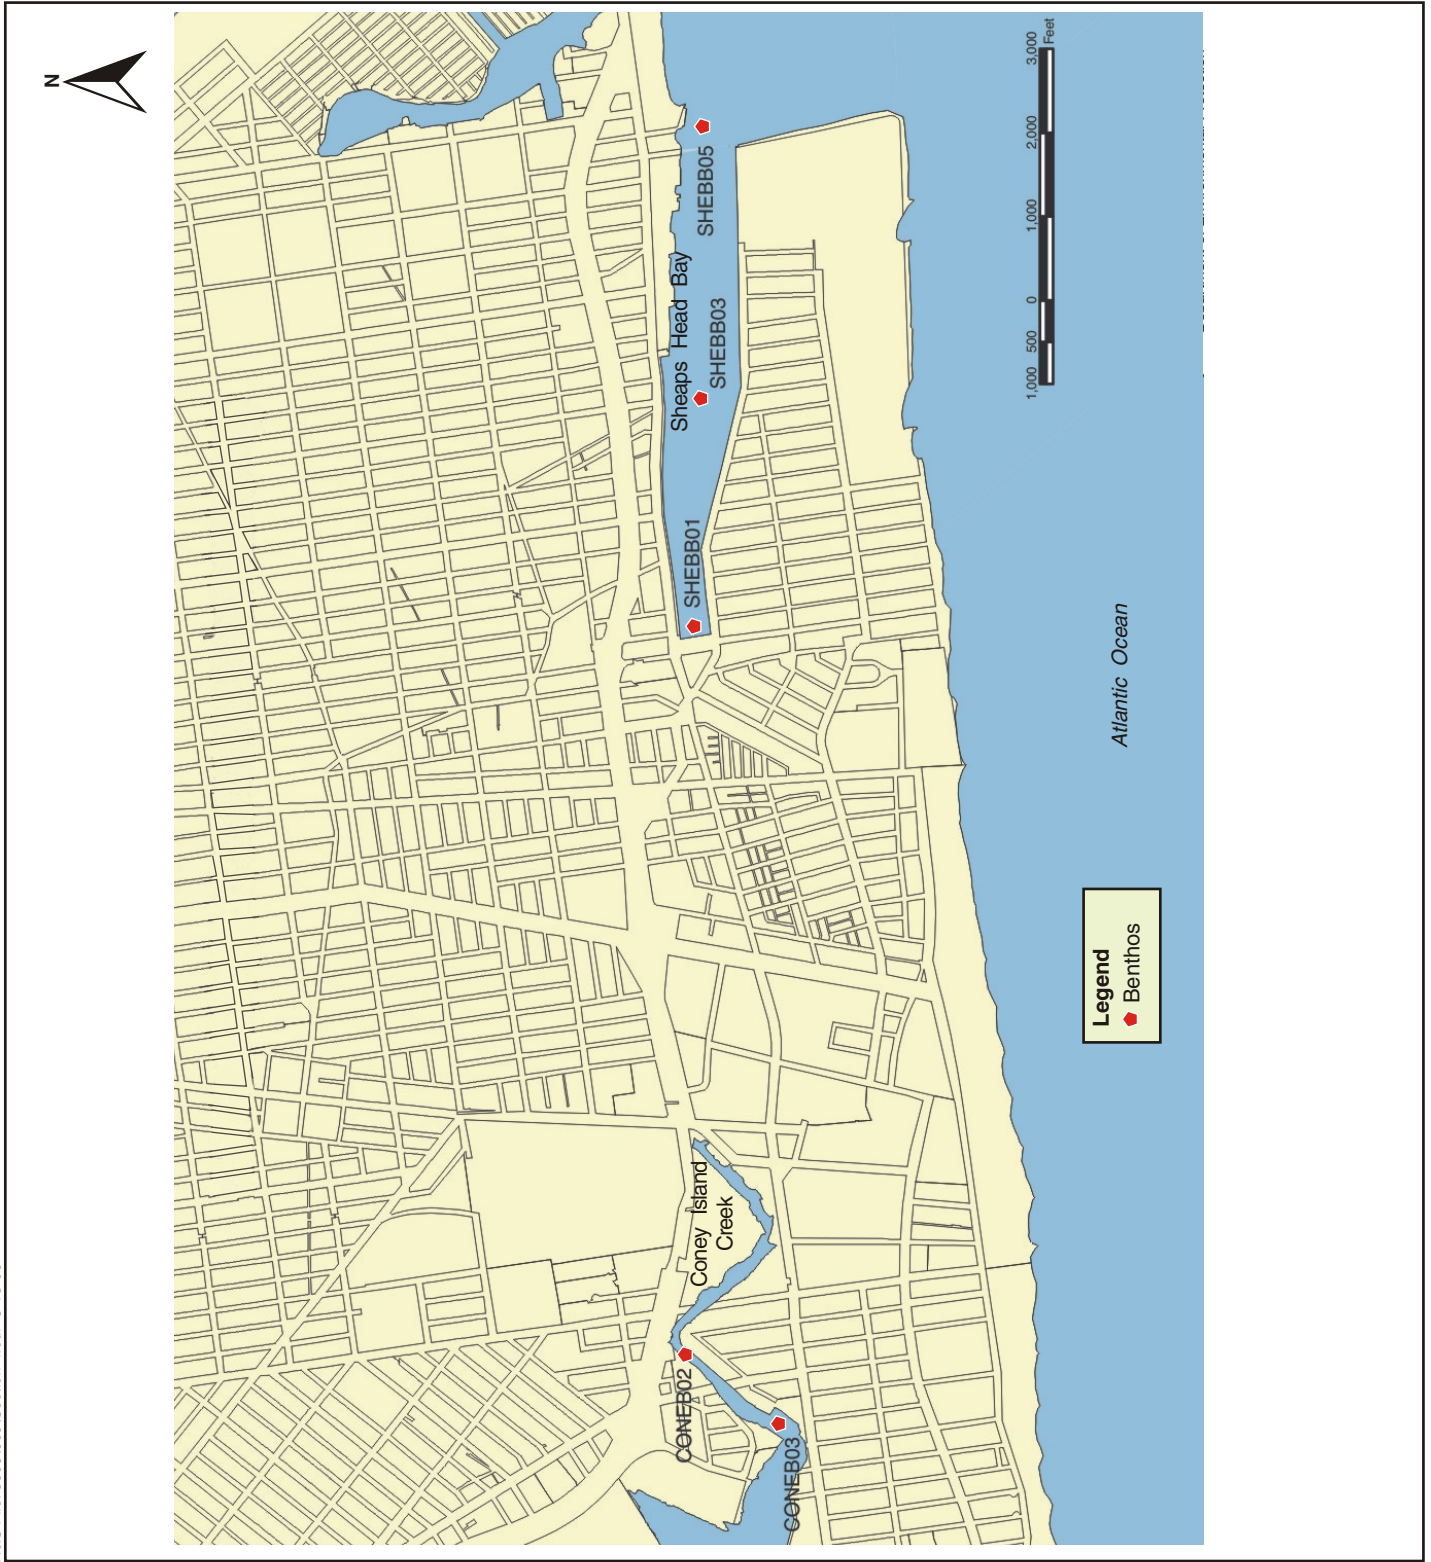 N
SHEBB05
Sheaps Head Bay
SHEBB03
SHEBB01
Coney Island
Creek
CONEB02
CONEB03
Atlantic Ocean
1,000 500 0 1,000 2,000 3,000
Feet
Legend
Benthos